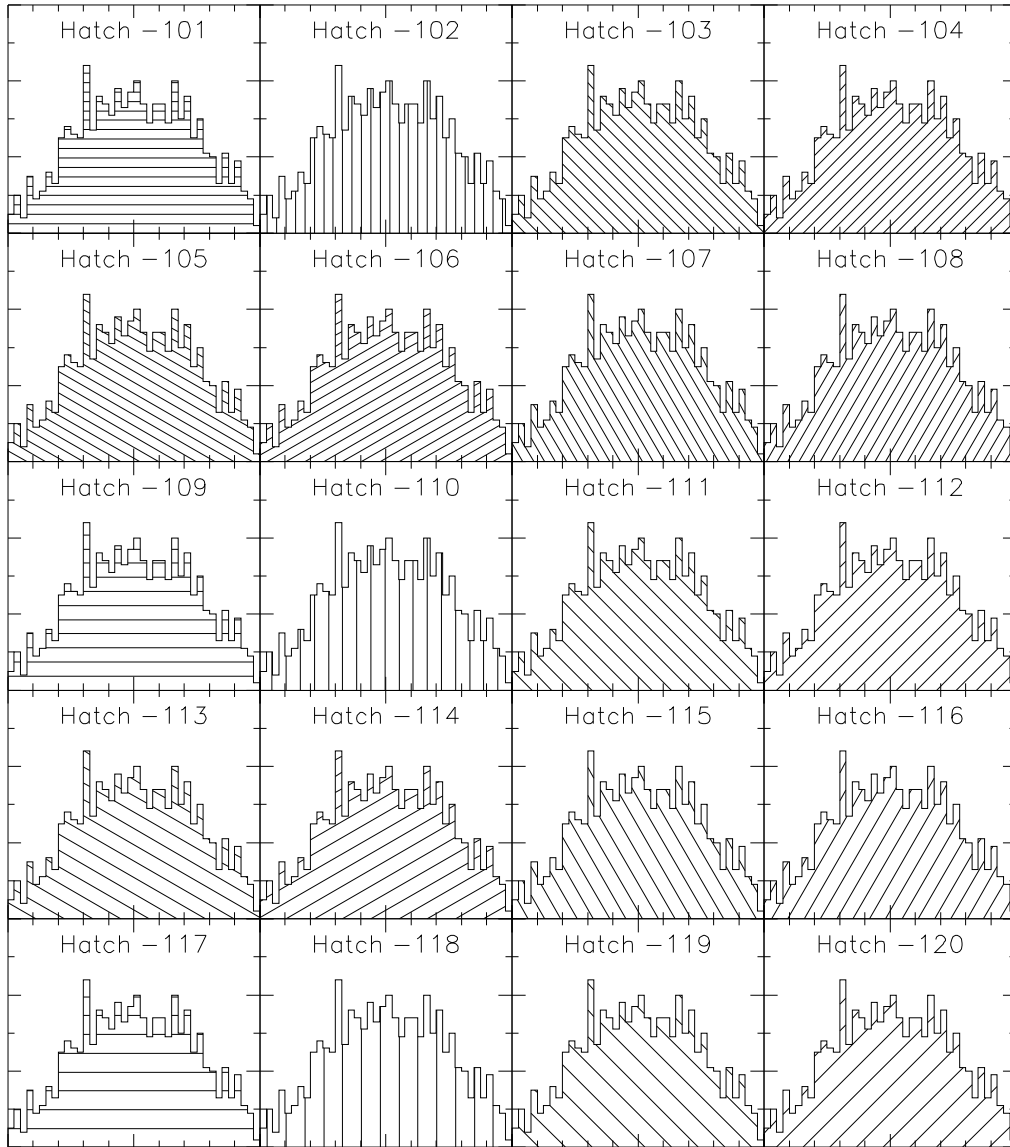 Hatch −101 Hatch −102 Hatch −103 Hatch −104
Hatch −105 Hatch −106 Hatch −107 Hatch −108
Hatch −109 Hatch −110 Hatch −111 Hatch −112
Hatch −113 Hatch −114 Hatch −115 Hatch −116
Hatch −117 Hatch −118 Hatch −119 Hatch −120